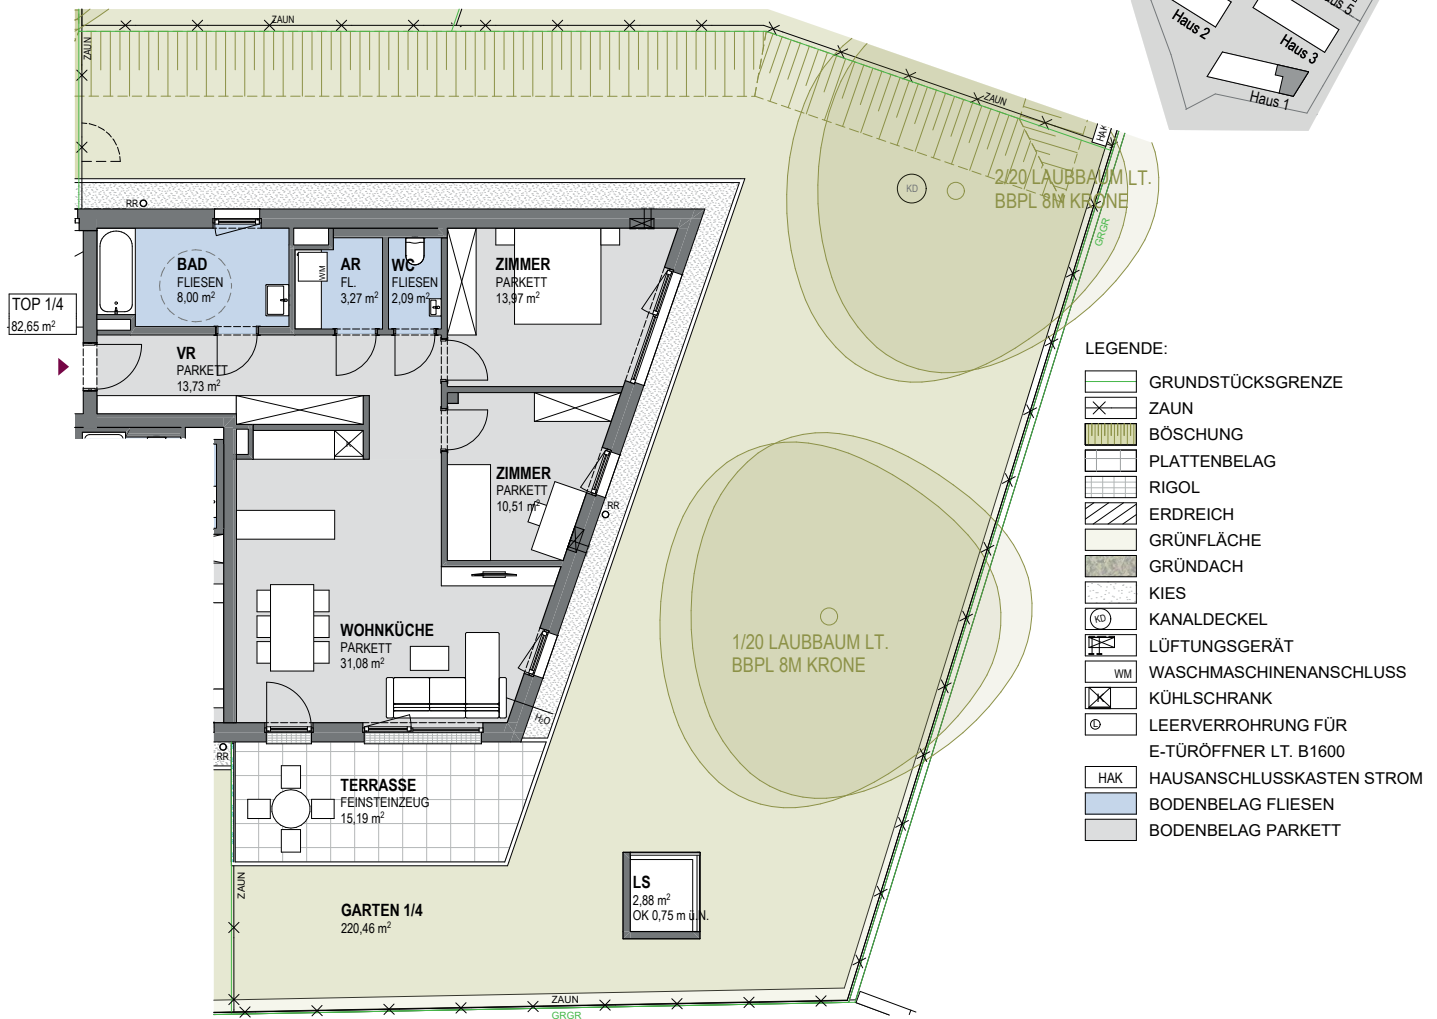 ZAUN
ZAUN
Haus 2
Haus 3
Haus 5
Haus 1
ZAUN
HAK
2/20 LAUBBAUM LT.
BBPL 8M KRONE
KD
GRGR
RR
BAD
FLIESEN
8,00 m²
AR
FL.
3,27 m²
WM
WC
FLIESEN
2,09 m²
ZIMMER
PARKETT
13,97 m²
TOP 1/4
82,65 m²
VR
PARKETT
13,73 m²
ZIMMER
PARKETT
10,51 m²
RR
WOHNKÜCHE
PARKETT
31,08 m²
H₂O
1/20 LAUBBAUM LT.
BBPL 8M KRONE
RR
TERRASSE
FEINSTEINZEUG
15,19 m²
ZAUN
GARTEN 1/4
220,46 m²
LS
2,88 m²
OK 0,75 m ü.N.
ZAUN
GRGR
LEGENDE:
GRUNDSTÜCKSGRENZE
ZAUN
BÖSCHUNG
PLATTENBELAG
RIGOL
ERDREICH
GRÜNFLÄCHE
GRÜNDACH
KIES
KD KANALDECKEL
LÜFTUNGSGERÄT
WM WASCHMASCHINENANSCHLUSS
KÜHLSCHRANK
L LEERVERROHRUNG FÜR
E-TÜRÖFFNER LT. B1600
HAK HAUSANSCHLUSSKASTEN STROM
BODENBELAG FLIESEN
BODENBELAG PARKETT